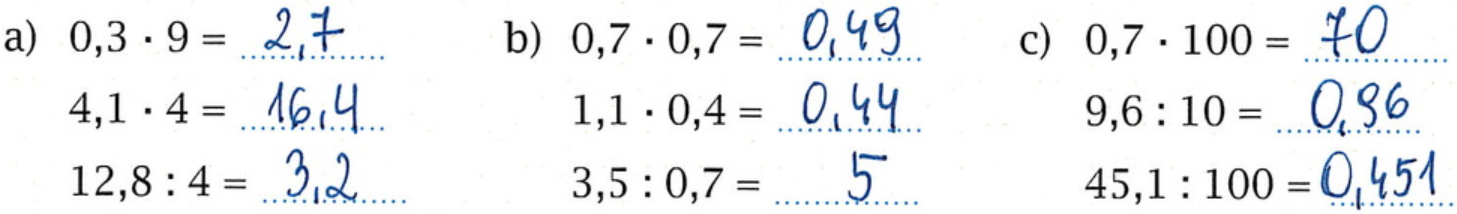 a) 0,3 · 9 = 2,7
4,1 · 4 = 16,4
12,8 : 4 = 3,2
b) 0,7 · 0,7 = 0,49
1,1 · 0,4 = 0,44
3,5 : 0,7 = 5
c) 0,7 · 100 = 70
9,6 : 10 = 0,96
45,1 : 100 = 0,451